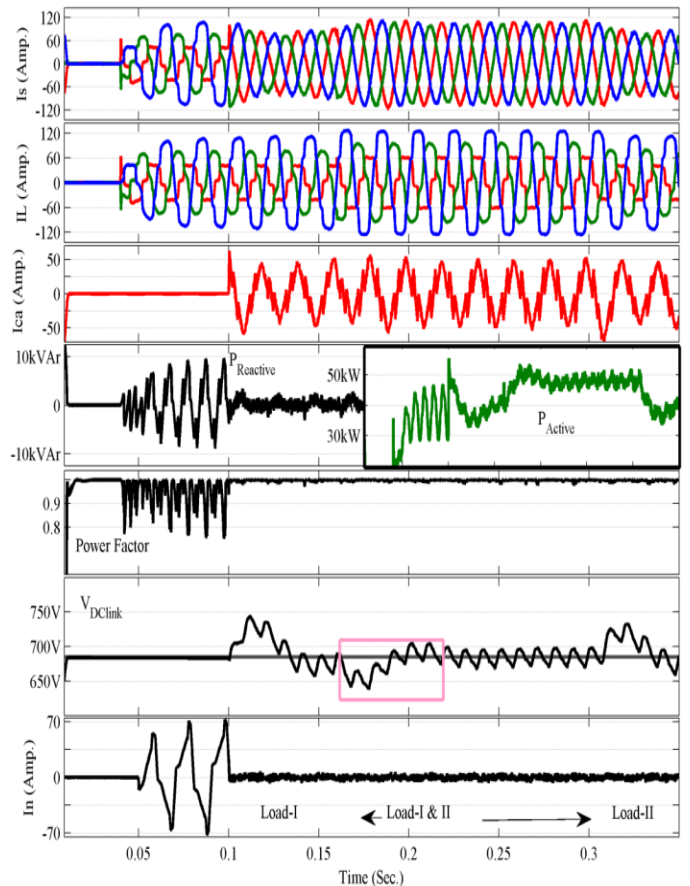 Is (Amp.)
120
60
0
-60
-120
IL (Amp.)
120
60
0
-60
-120
Ica (Amp.)
50
0
-50
10kVAr
0
-10kVAr
PReactive
50kW
30kW
PActive
0.9
0.8
Power Factor
VDClink
750V
700V
650V
In (Amp.)
70
0
-70
Load-I
Load-I & II
Load-II
0.05
0.1
0.15
0.2
0.25
0.3
Time (Sec.)